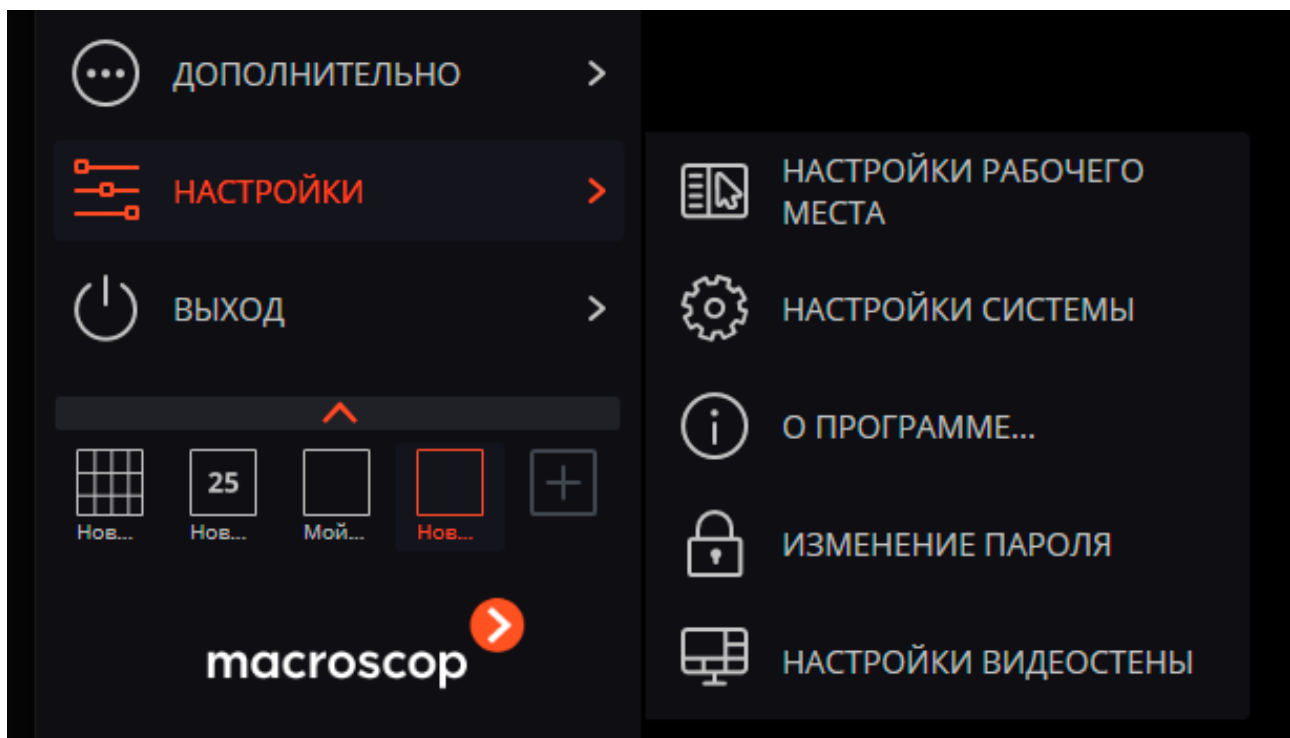 ДОПОЛНИТЕЛЬНО
НАСТРОЙКИ
ВЫХОД
25
Нов...
Нов...
Мой...
Нов...
macroscop
НАСТРОЙКИ РАБОЧЕГО
МЕСТА
НАСТРОЙКИ СИСТЕМЫ
О ПРОГРАММЕ...
ИЗМЕНЕНИЕ ПАРОЛЯ
НАСТРОЙКИ ВИДЕОСТЕНЫ